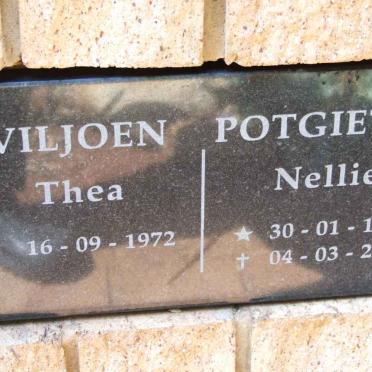 VILJOEN
Thea
16 - 09 - 1972
POTGIET
Nellie
★ 30 - 01 - 1
✝ 04 - 03 - 2